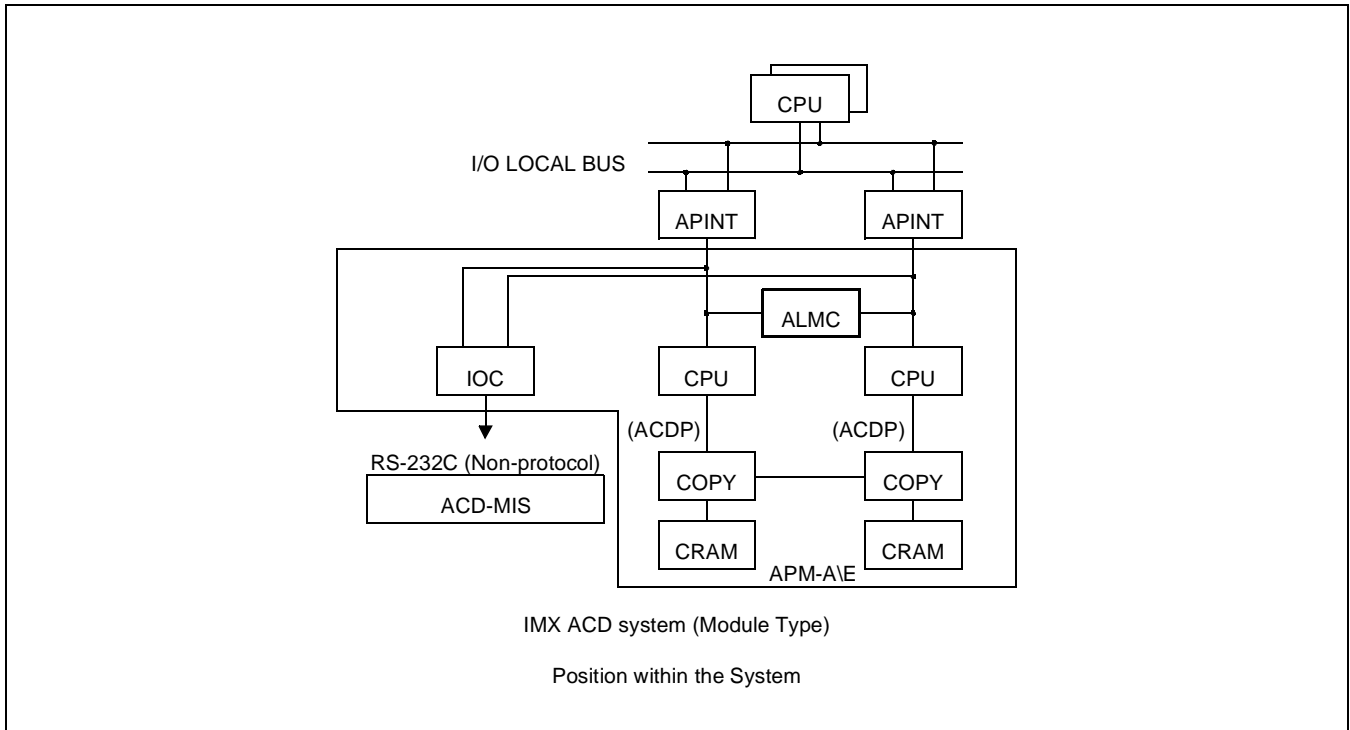 CPU
I/O LOCAL BUS
APINT APINT
ALMC
IOC CPU CPU
(ACDP) (ACDP)
RS-232C (Non-protocol)
COPY COPY
ACD-MIS
CRAM CRAM
APM-A\E
IMX ACD system (Module Type)
Position within the System